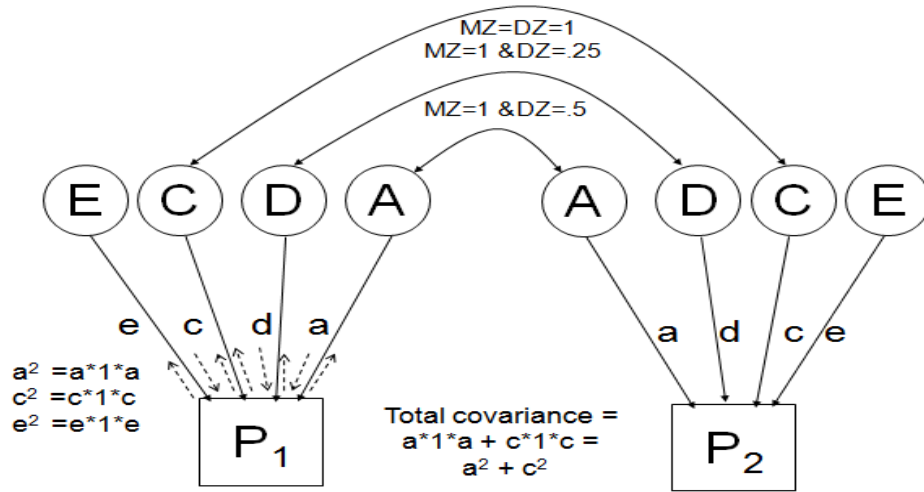 MZ=DZ=1
MZ=1 &DZ=.25
MZ=1 &DZ=.5
E C D A A D C E
e c d a a d c e
a² =a*1*a
c² =c*1*c
e² =e*1*e
Total covariance =
a*1*a + c*1*c =
a² + c²
P₁ P₂